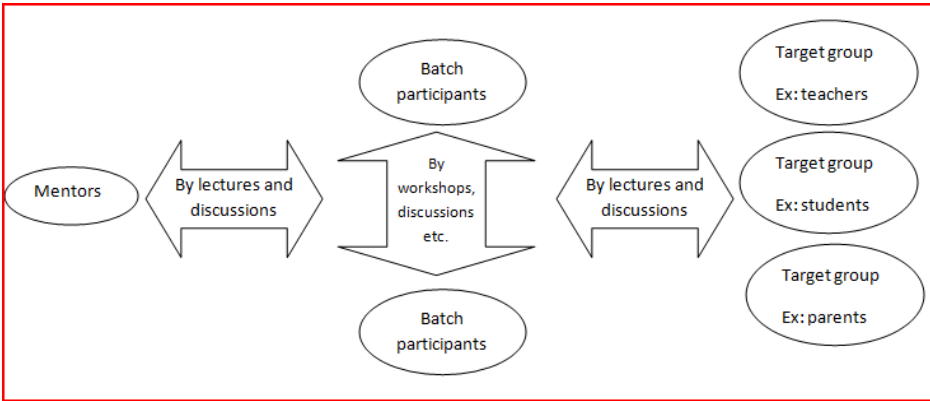 Mentors
By lectures and
discussions
Batch
participants
By
workshops,
discussions
etc.
Batch
participants
By lectures and
discussions
Target group
Ex: teachers
Target group
Ex: students
Target group
Ex: parents